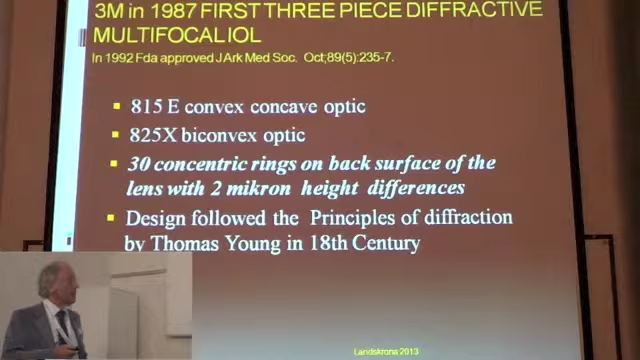 3M in 1987 FIRST THREE PIECE DIFFRACTIVE
MULTIFOCAL IOL
In 1992 Fda approved J Ark Med Soc. Oct;89(5):235-7.
815 E convex concave optic
825X biconvex optic
30 concentric rings on back surface of the
lens with 2 mikron height differences
Design followed the Principles of diffraction
by Thomas Young in 18th Century
Landskrona 2013